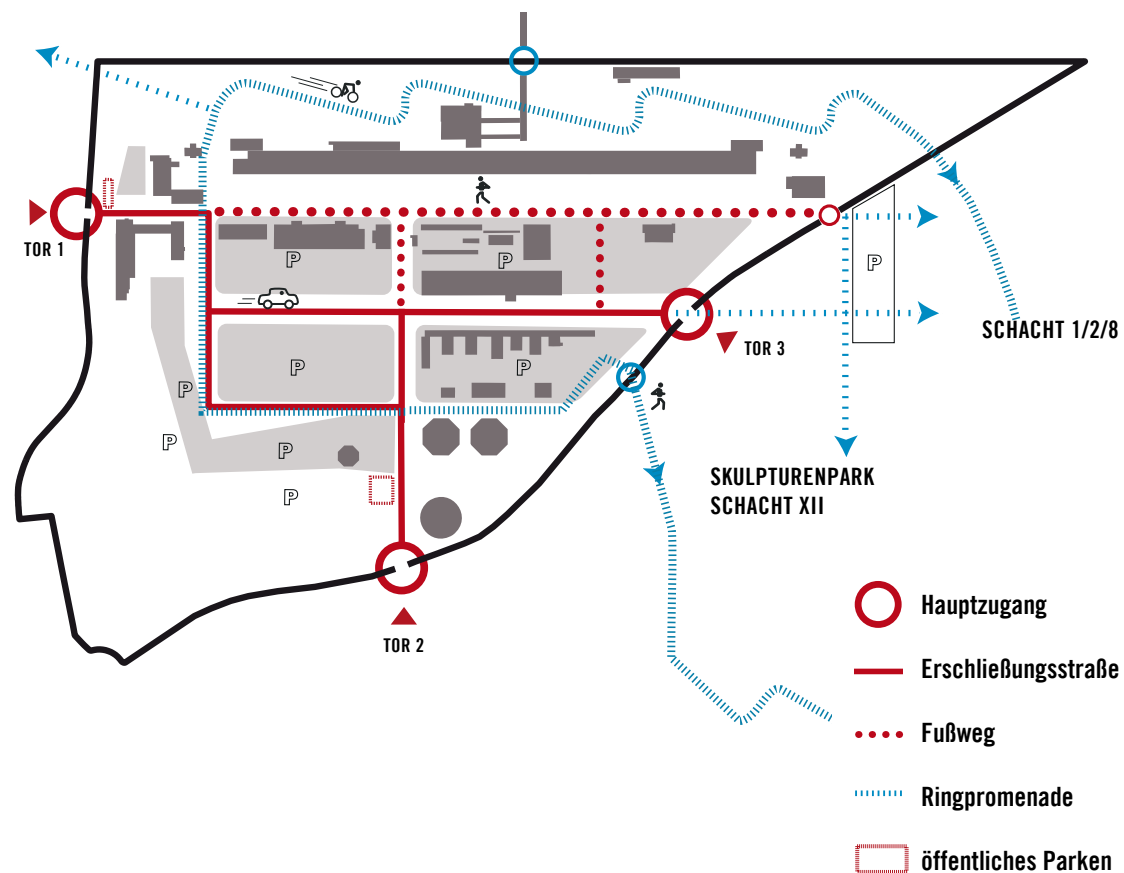 TOR 1
P
P
P
P
P
P
P
P
P
TOR 3
SCHACHT 1/2/8
SKULPTURENPARK
SCHACHT XII
TOR 2
Hauptzugang
Erschließungsstraße
Fußweg
Ringpromenade
öffentliches Parken